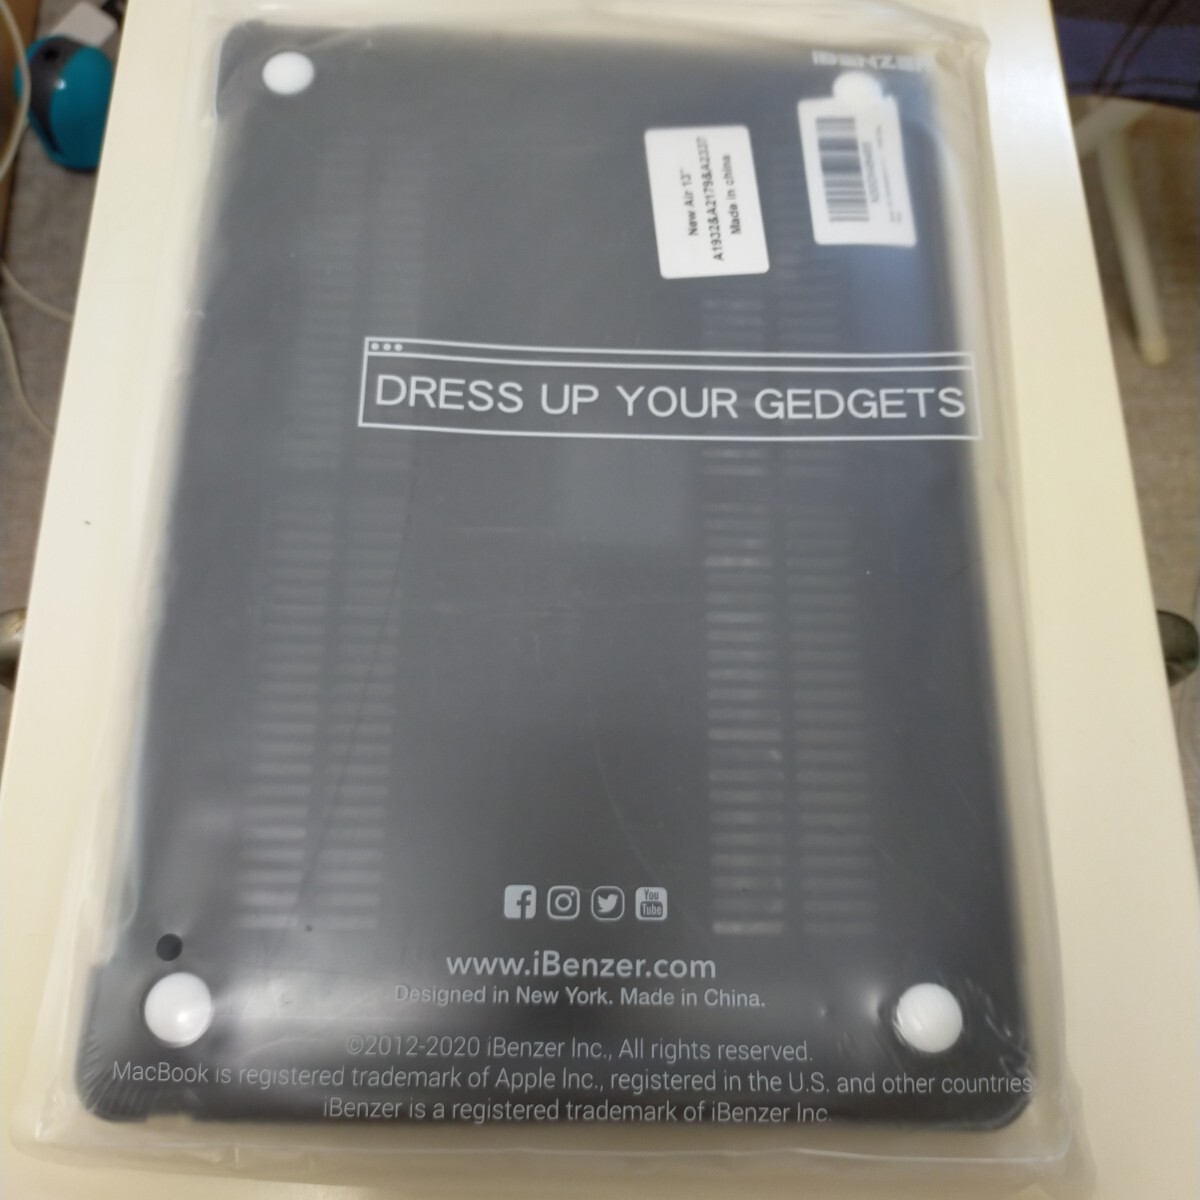 iBENZER
New Air 13"
A1932&A2179&A2337
Made in china
DRESS UP YOUR GEDGETS
You
Tube
www.iBenzer.com
Designed in New York. Made in China.
©2012-2020 iBenzer Inc., All rights reserved.
MacBook is registered trademark of Apple Inc., registered in the U.S. and other countries
iBenzer is a registered trademark of iBenzer Inc.